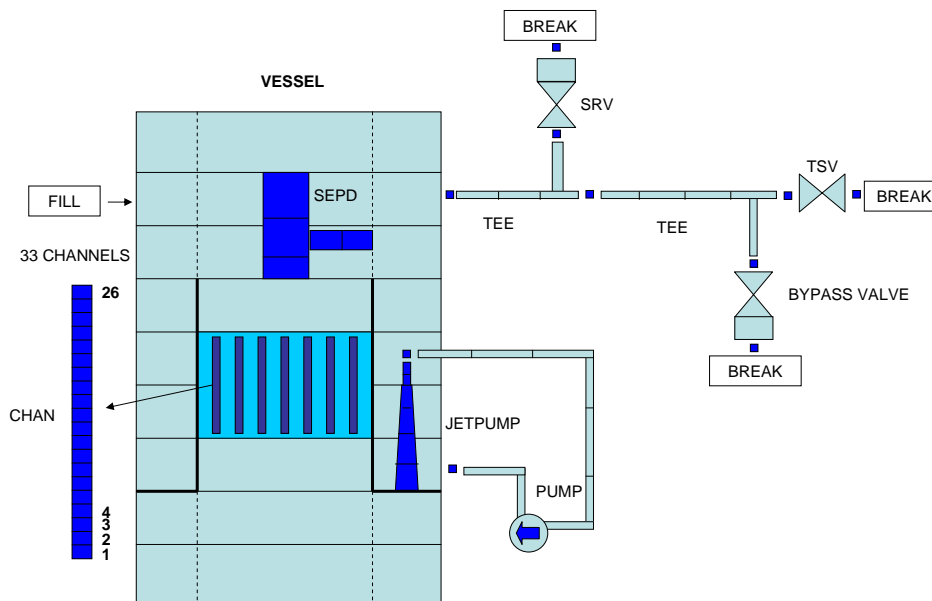 BREAK
VESSEL
SRV
TSV
SEPD
FILL
BREAK
TEE
TEE
33 CHANNELS
26
BYPASS VALVE
BREAK
CHAN
JETPUMP
PUMP
4
3
2
1